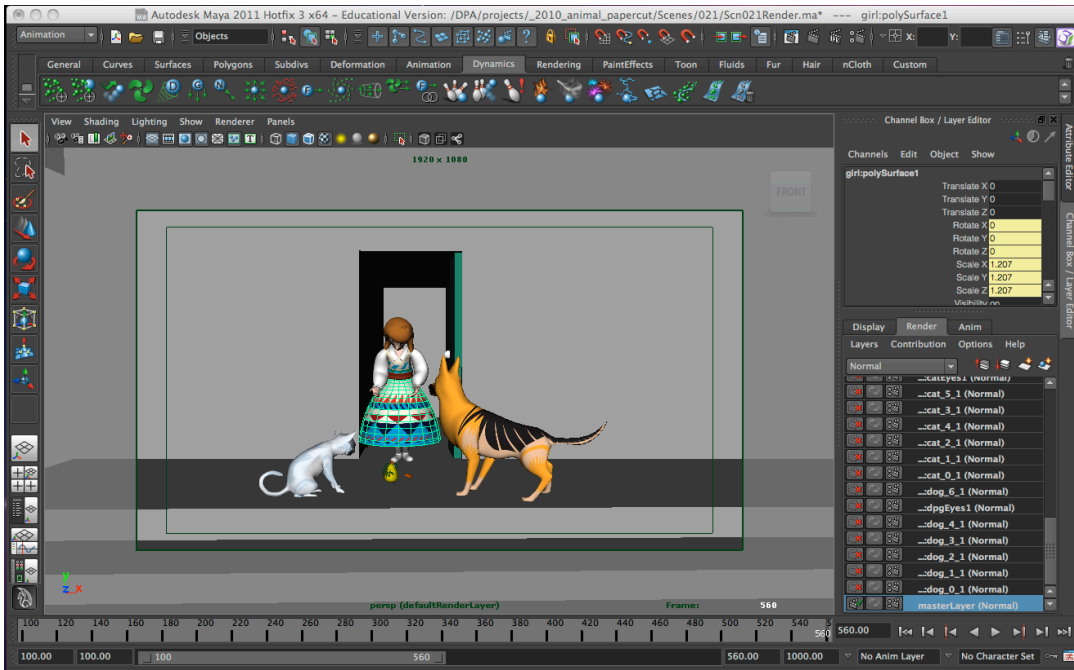 Autodesk Maya 2011 Hotfix 3 x64 – Educational Version: /DPA/projects/_2010_animal_papercut/Scenes/021/Scn021Render.ma* --- girl:polySurface1
Animation Objects X: Y:
General Curves Surfaces Polygons Subdivs Deformation Animation Dynamics Rendering PaintEffects Toon Fluids Fur Hair nCloth Custom
View Shading Lighting Show Renderer Panels
1920 x 1080
FRONT
persp (defaultRenderLayer)
Frame: 560
Channel Box / Layer Editor
Channels Edit Object Show
girl:polySurface1
Translate X 0
Translate Y 0
Translate Z 0
Rotate X 0
Rotate Y 0
Rotate Z 0
Scale X 1.207
Scale Y 1.207
Scale Z 1.207
Visibility on
Display Render Anim
Layers Contribution Options Help
Normal
...:catEyes1 (Normal)
...:cat_5_1 (Normal)
...:cat_3_1 (Normal)
...:cat_4_1 (Normal)
...:cat_2_1 (Normal)
...:cat_1_1 (Normal)
...:cat_0_1 (Normal)
...:dog_6_1 (Normal)
...:dpgEyes1 (Normal)
...:dog_4_1 (Normal)
...:dog_3_1 (Normal)
...:dog_2_1 (Normal)
...:dog_1_1 (Normal)
...:dog_0_1 (Normal)
masterLayer (Normal)
Attribute Editor
Channel Box / Layer Editor
100 120 140 160 180 200 220 240 260 280 300 320 340 360 380 400 420 440 460 480 500 520 540 5
560
560.00
100.00 100.00 100 560 560.00 1000.00 No Anim Layer No Character Set